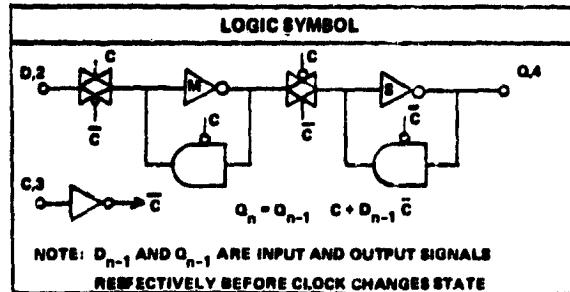 LOGIC SYMBOL
C C
D,2 M S Q,4
C̅ C C̅ C̅
C,3 C̅
Qn = Qn-1 C + Dn-1 C̅
NOTE: Dn-1 AND Qn-1 ARE INPUT AND OUTPUT SIGNALS
RESPECTIVELY BEFORE CLOCK CHANGES STATE